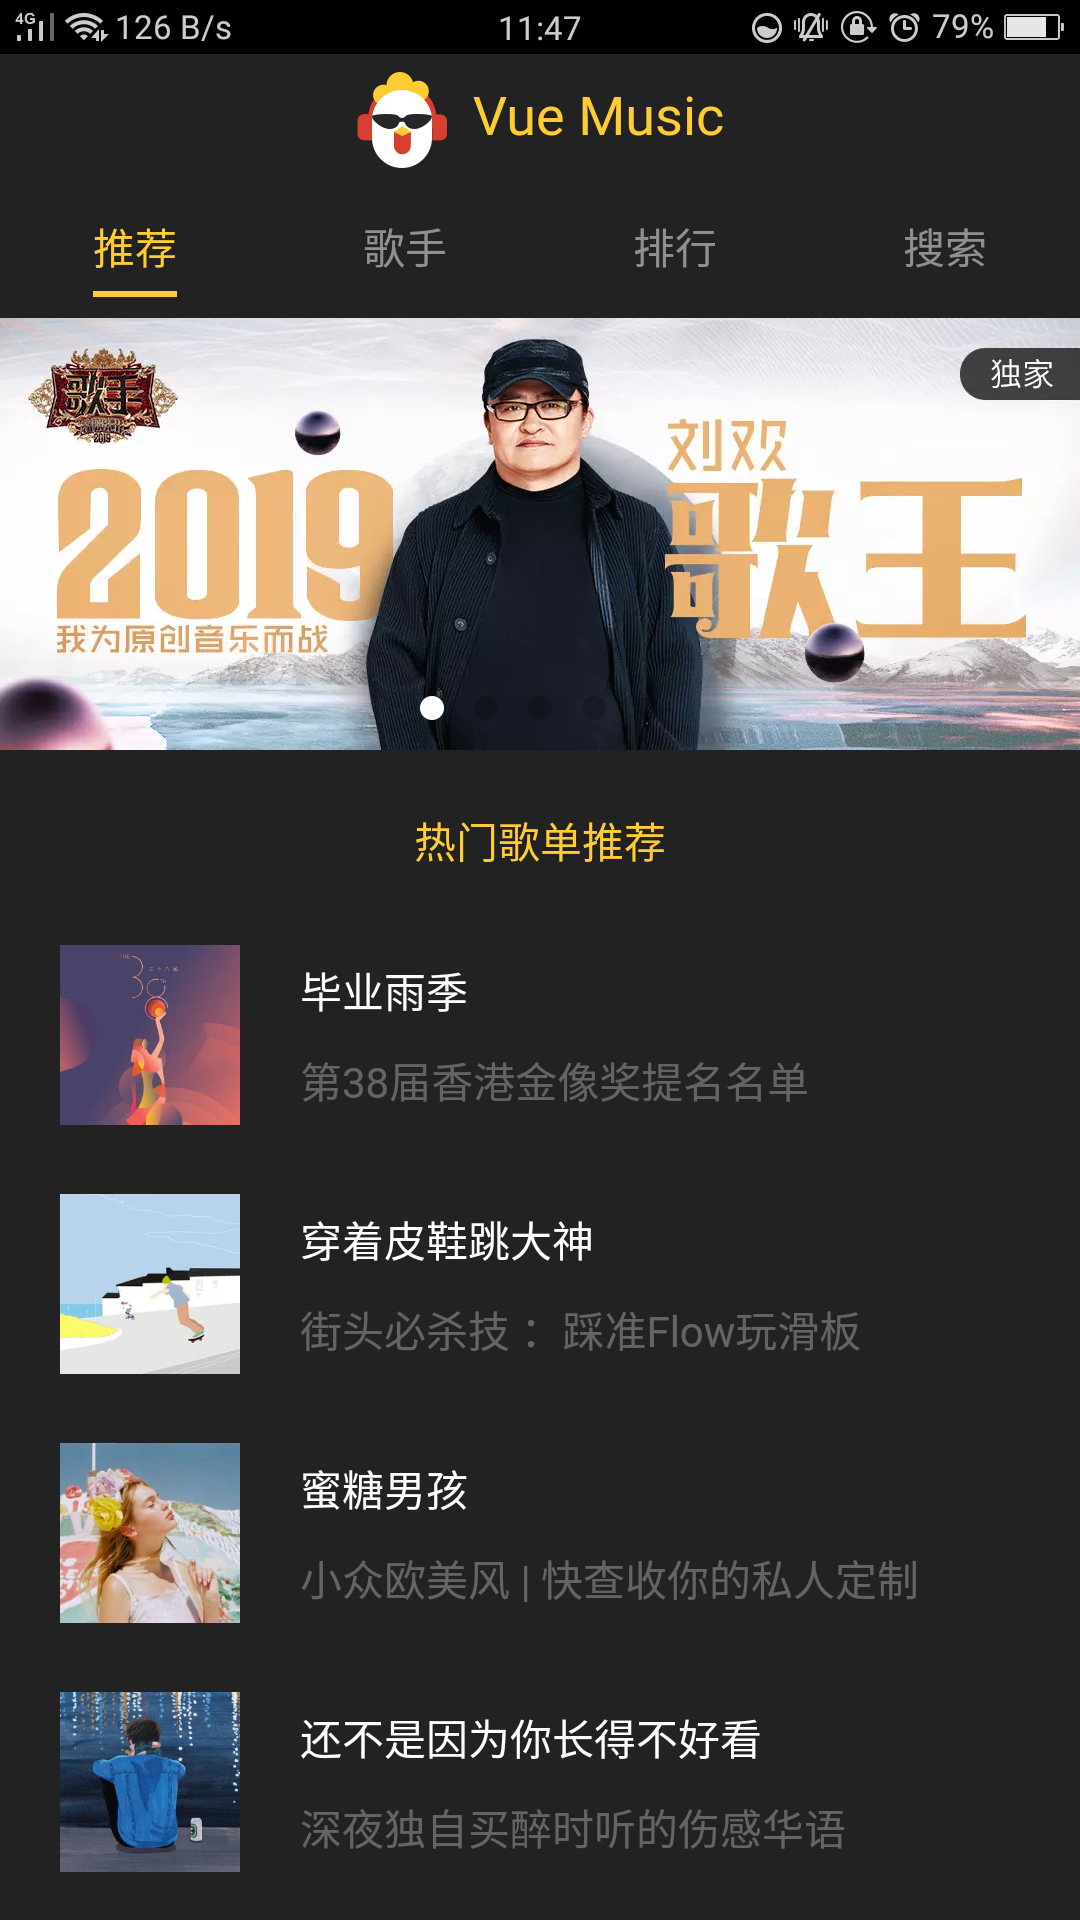 4G 126 B/s 11:47 79%
Vue Music
推荐 歌手 排行 搜索
歌手
2019
独家
刘欢
2019
歌王
我为原创音乐而战
热门歌单推荐
毕业雨季
第38届香港金像奖提名名单
穿着皮鞋跳大神
街头必杀技：踩准Flow玩滑板
蜜糖男孩
小众欧美风 | 快查收你的私人定制
还不是因为你长得不好看
深夜独自买醉时听的伤感华语